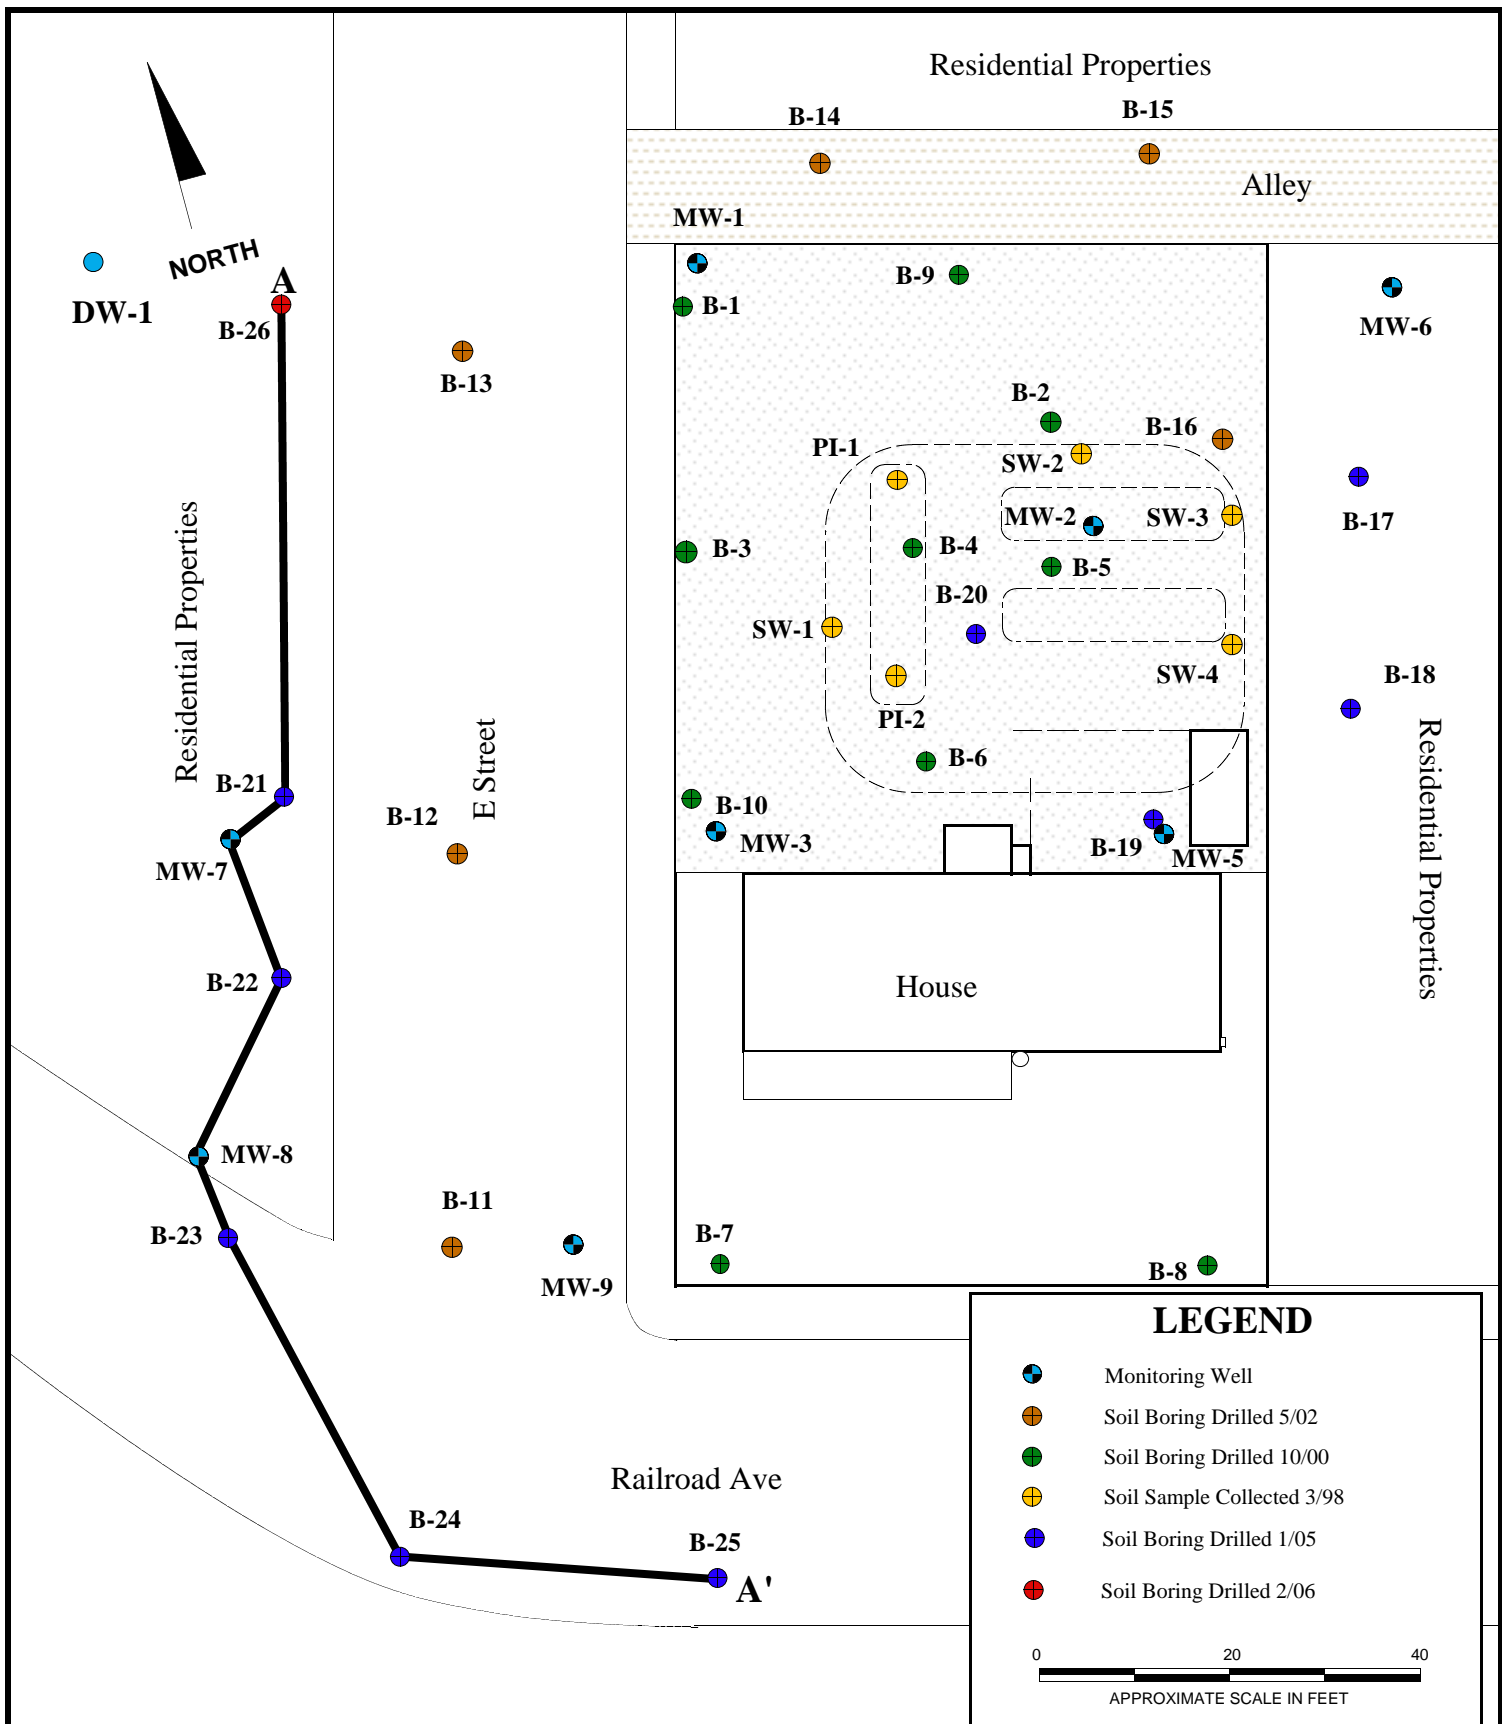 Residential Properties
B-14
B-15
Alley
MW-1
NORTH
DW-1
A
B-26
B-9
B-1
MW-6
B-13
B-2
B-16
PI-1
SW-2
MW-2
SW-3
B-17
B-3
B-4
B-5
B-20
SW-1
SW-4
B-18
PI-2
Residential Properties
E Street
Residential Properties
B-6
B-21
B-10
B-12
MW-3
B-19
MW-5
MW-7
B-22
House
MW-8
B-11
B-23
B-7
B-8
MW-9
LEGEND
Monitoring Well
Soil Boring Drilled 5/02
Soil Boring Drilled 10/00
Soil Sample Collected 3/98
Soil Boring Drilled 1/05
Soil Boring Drilled 2/06
Railroad Ave
B-24
B-25
A'
0 20 40
APPROXIMATE SCALE IN FEET